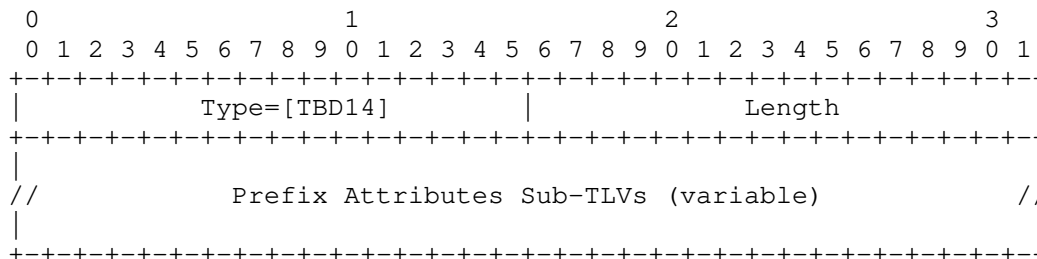 0                   1                   2                   3
 0 1 2 3 4 5 6 7 8 9 0 1 2 3 4 5 6 7 8 9 0 1 2 3 4 5 6 7 8 9 0 1
+-+-+-+-+-+-+-+-+-+-+-+-+-+-+-+-+-+-+-+-+-+-+-+-+-+-+-+-+-+-+-+-
|           Type=[TBD14]        |             Length
+-+-+-+-+-+-+-+-+-+-+-+-+-+-+-+-+-+-+-+-+-+-+-+-+-+-+-+-+-+-+-+-
|
//            Prefix Attributes Sub-TLVs (variable)            //
|
+-+-+-+-+-+-+-+-+-+-+-+-+-+-+-+-+-+-+-+-+-+-+-+-+-+-+-+-+-+-+-+-